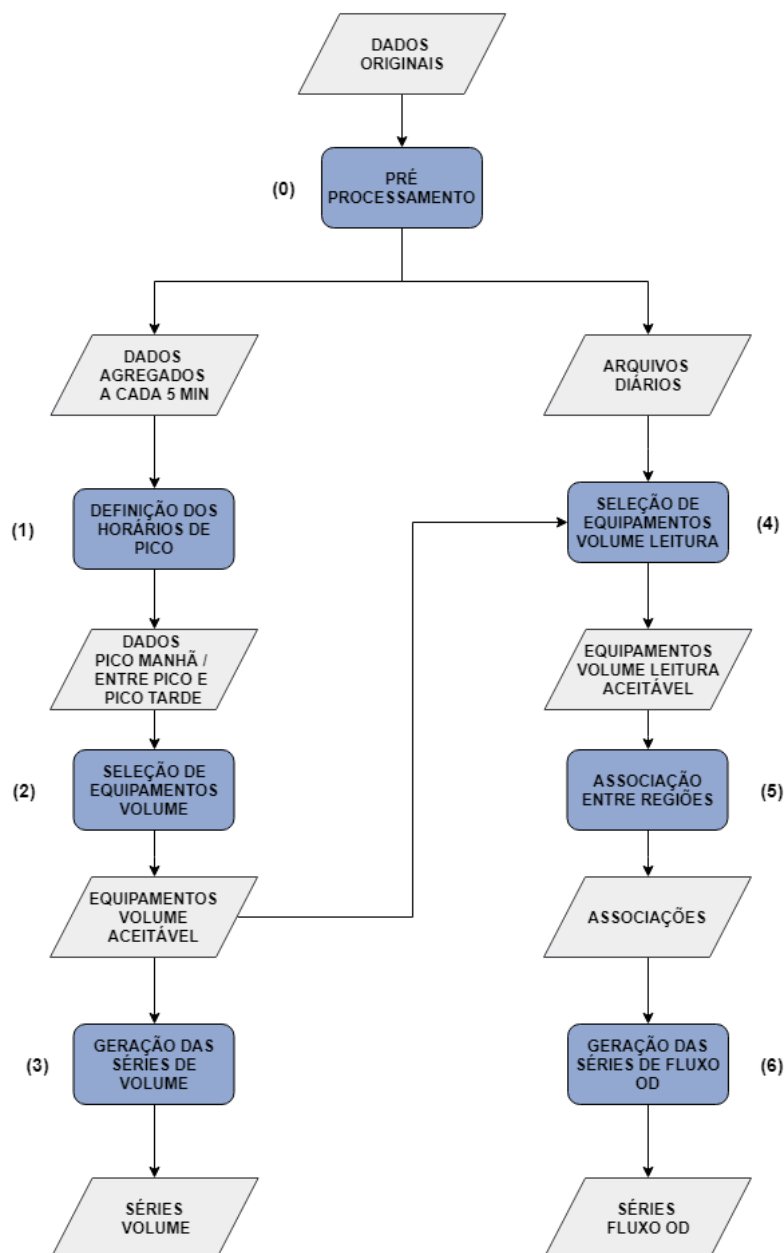 DADOS
ORIGINAIS
(0)
PRÉ
PROCESSAMENTO
DADOS
AGREGADOS
A CADA 5 MIN
ARQUIVOS
DIÁRIOS
(1)
DEFINIÇÃO DOS
HORÁRIOS DE
PICO
SELEÇÃO DE
EQUIPAMENTOS
VOLUME LEITURA
(4)
DADOS
PICO MANHÃ /
ENTRE PICO E
PICO TARDE
EQUIPAMENTOS
VOLUME LEITURA
ACEITÁVEL
(2)
SELEÇÃO DE
EQUIPAMENTOS
VOLUME
ASSOCIAÇÃO
ENTRE REGIÕES
(5)
EQUIPAMENTOS
VOLUME
ACEITÁVEL
ASSOCIAÇÕES
(3)
GERAÇÃO DAS
SÉRIES DE
VOLUME
GERAÇÃO DAS
SÉRIES DE FLUXO
OD
(6)
SÉRIES
VOLUME
SÉRIES
FLUXO OD